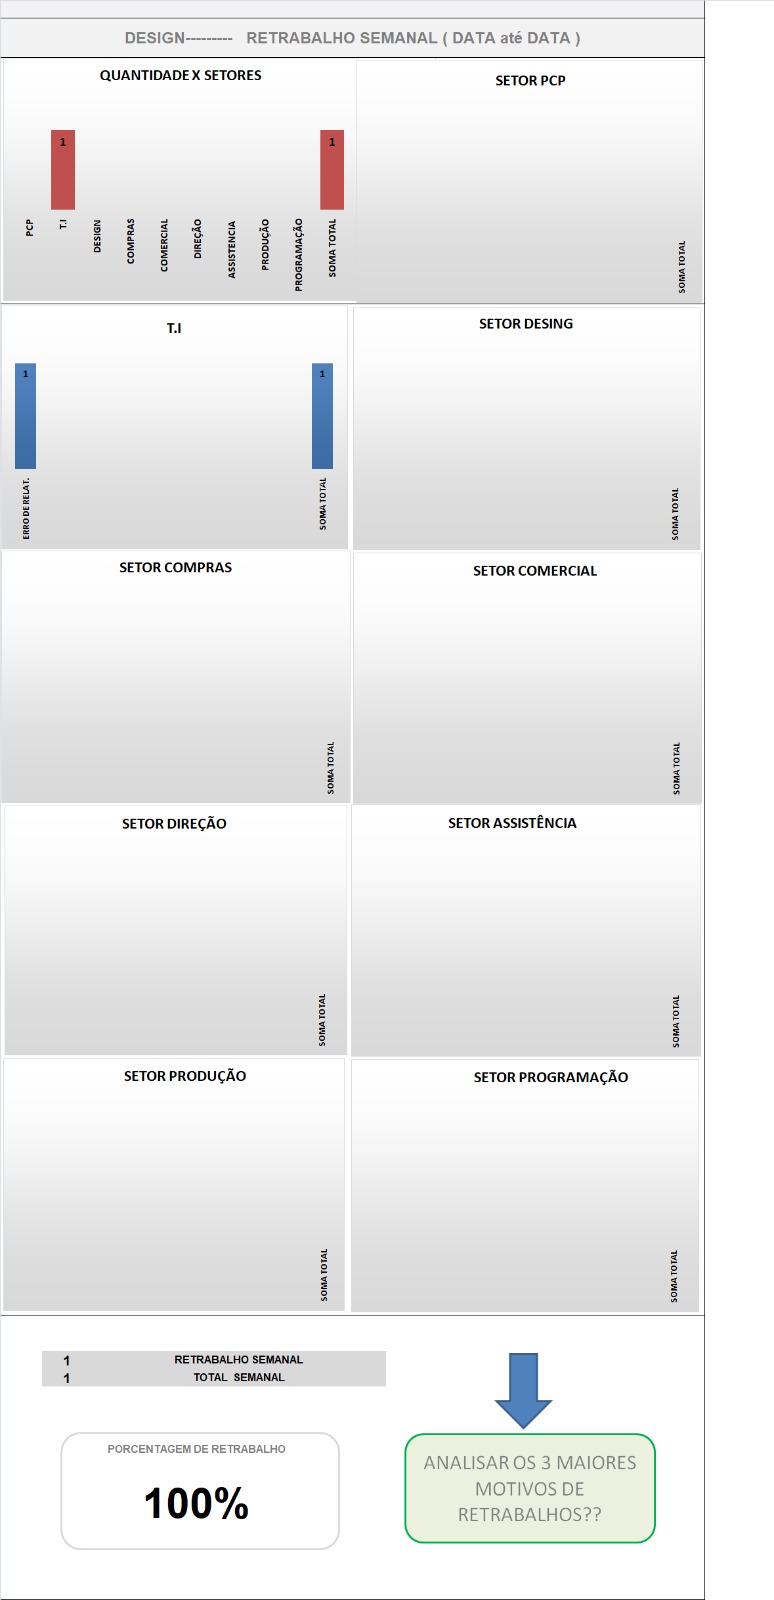 DESIGN--------- RETRABALHO SEMANAL ( DATA até DATA )
QUANTIDADE X SETORES
1
1
PCP
T.I
DESIGN
COMPRAS
COMERCIAL
DIREÇÃO
ASSISTENCIA
PRODUÇÃO
PROGRAMAÇÃO
SOMA TOTAL
SETOR PCP
SOMA TOTAL
T.I
1
1
ERRO DE RELAT.
SOMA TOTAL
SETOR DESING
SOMA TOTAL
SETOR COMPRAS
SOMA TOTAL
SETOR COMERCIAL
SOMA TOTAL
SETOR DIREÇÃO
SOMA TOTAL
SETOR ASSISTÊNCIA
SOMA TOTAL
SETOR PRODUÇÃO
SOMA TOTAL
SETOR PROGRAMAÇÃO
SOMA TOTAL
1 RETRABALHO SEMANAL
1 TOTAL SEMANAL
PORCENTAGEM DE RETRABALHO
100%
ANALISAR OS 3 MAIORES
MOTIVOS DE
RETRABALHOS??